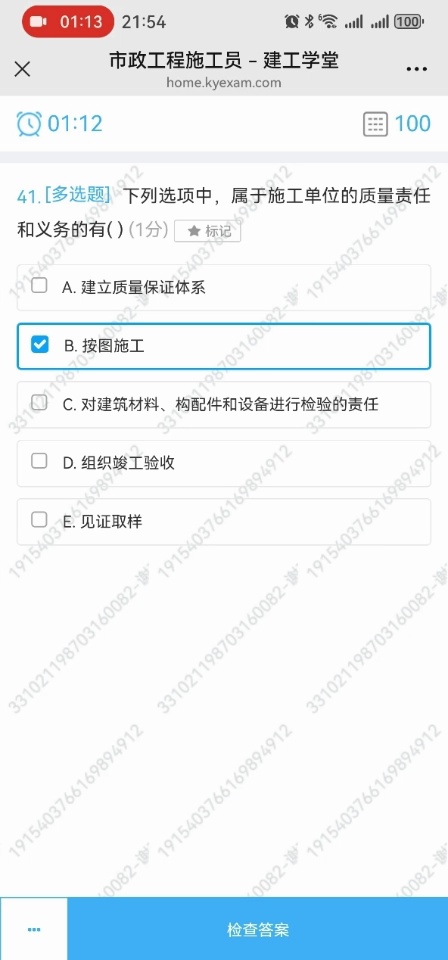 01:13 21:54 100
市政工程施工员 – 建工学堂
home.kyexam.com
01:12 100
41.[多选题] 下列选项中，属于施工单位的质量责任
和义务的有( ) (1分) ★ 标记
A. 建立质量保证体系
B. 按图施工
C. 对建筑材料、构配件和设备进行检验的责任
D. 组织竣工验收
E. 见证取样
1915403766169894912
331021198703160082-谢
检查答案